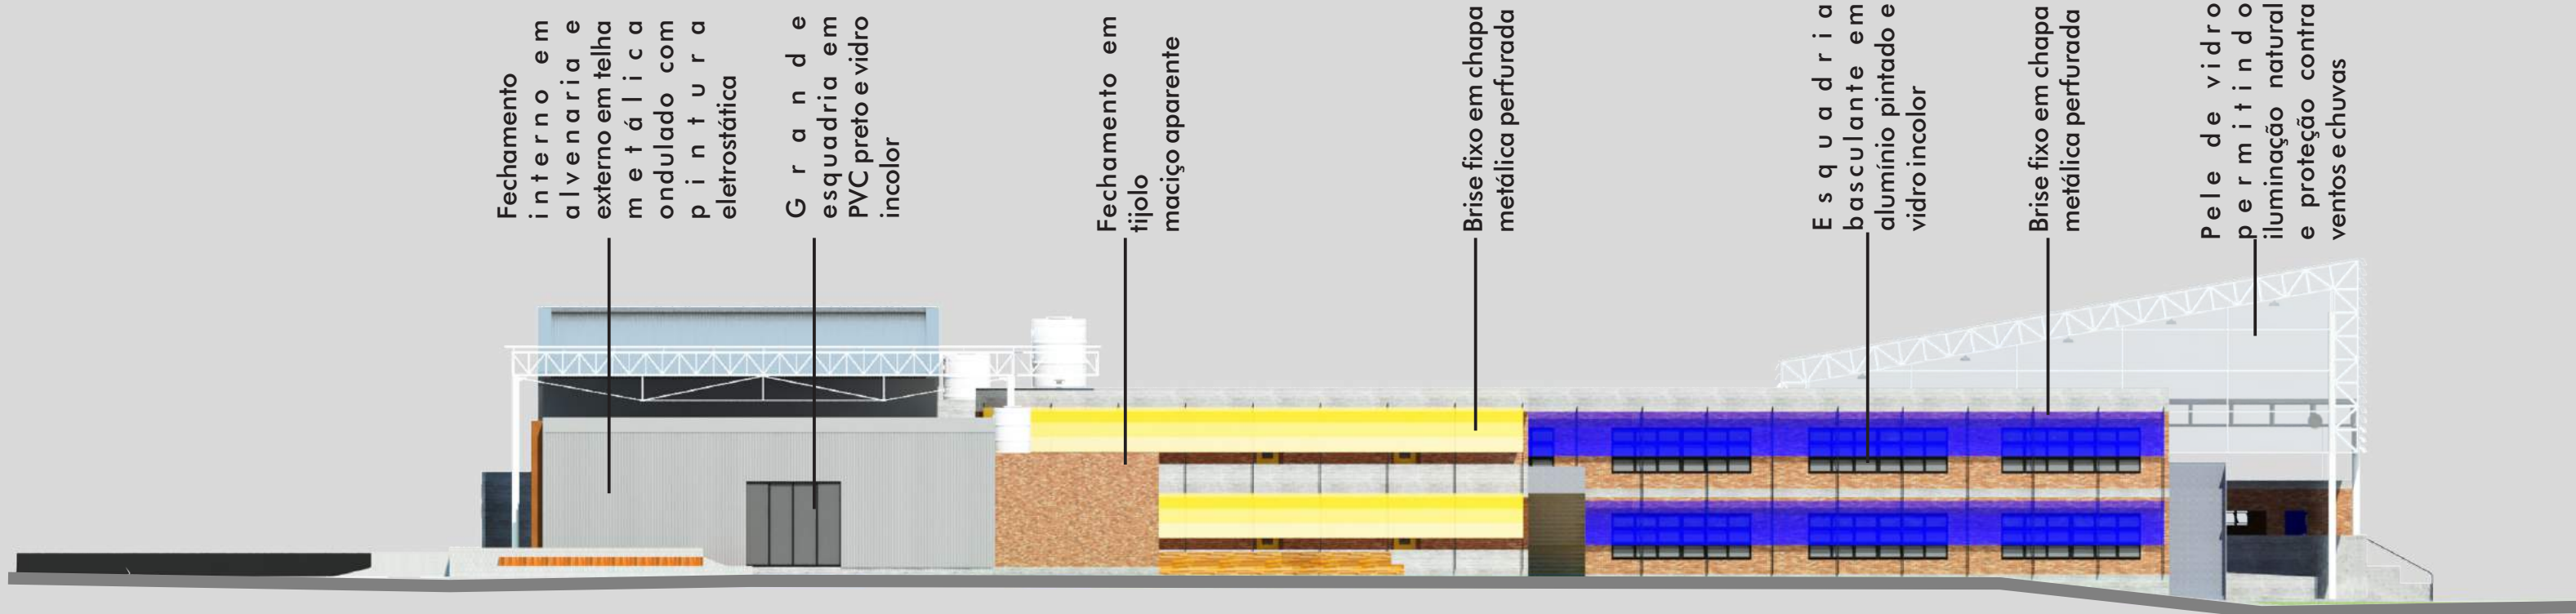 Fechamento
interno em
alvenaria e
externo em telha
metálica
ondulado com
pintura
eletrostática
Grande
esquadria em
PVC preto e vidro
incolor
Fechamento em
tijolo
maciço aparente
Brise fixo em chapa
metálica perfurada
Esquadria
basculante em
alumínio pintado e
vidro incolor
Brise fixo em chapa
metálica perfurada
Pele de vidro
permitindo
iluminação natural
e proteção contra
ventos e chuvas